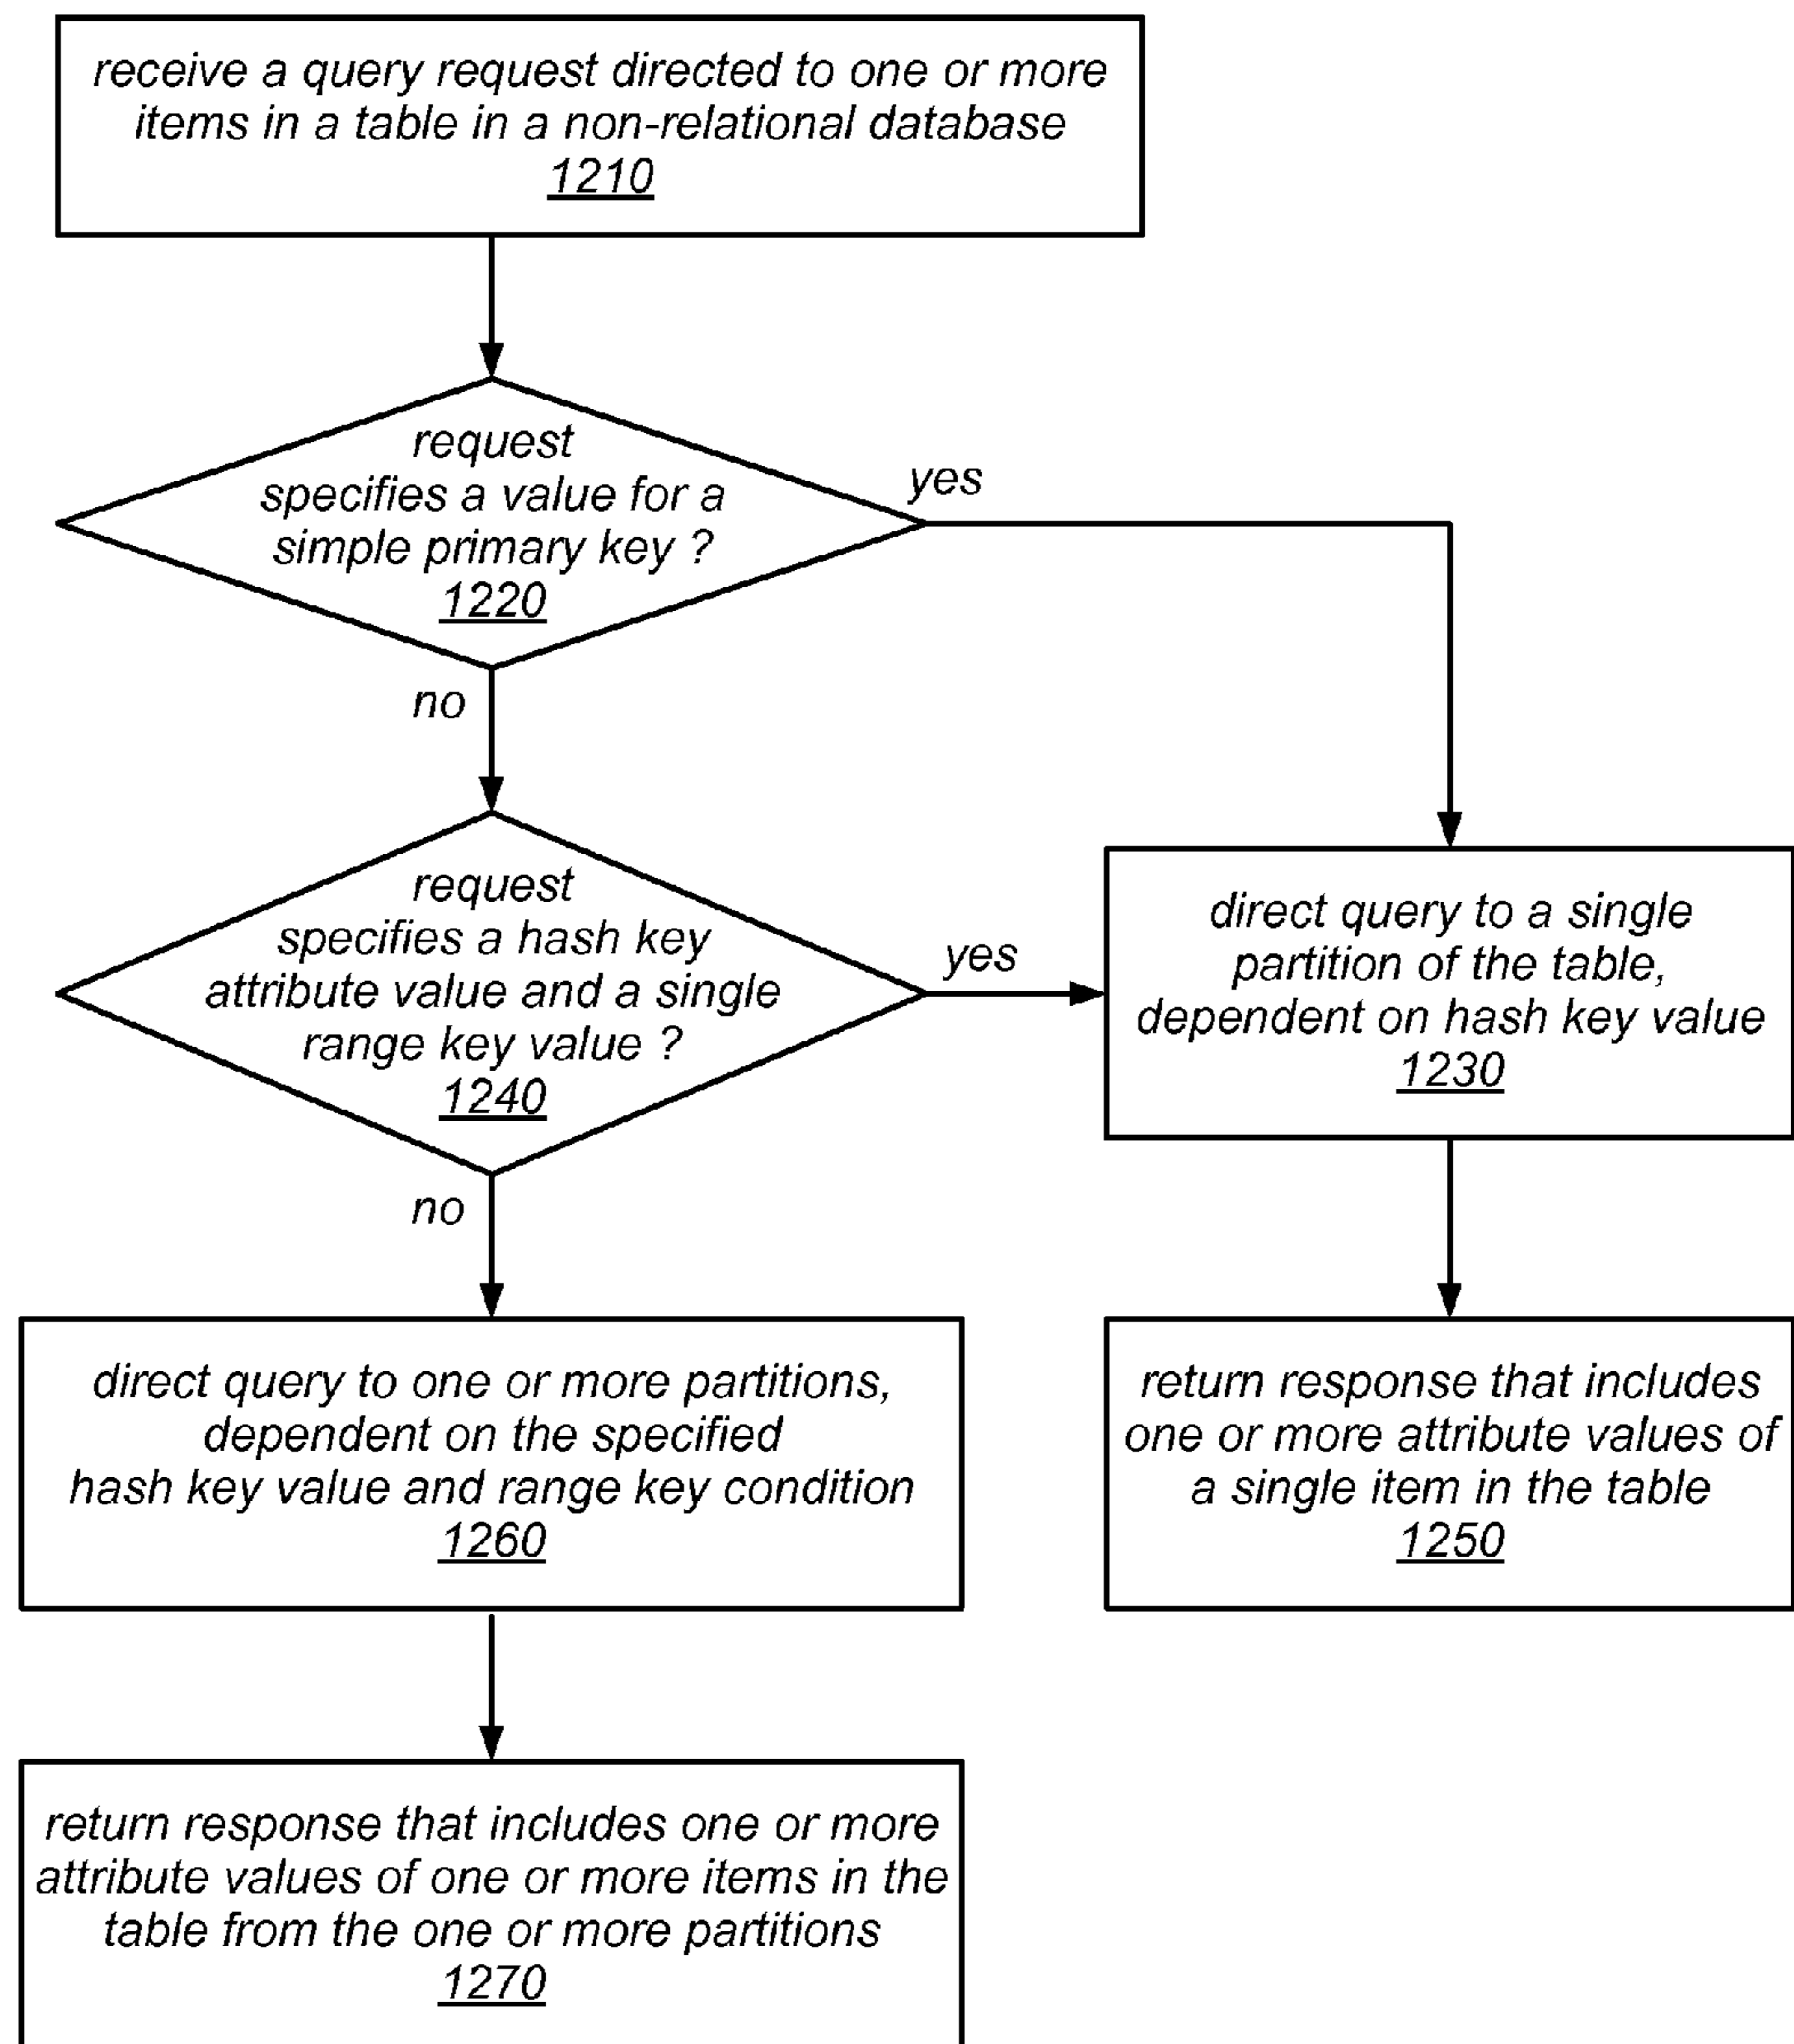 receive a query request directed to one or more
items in a table in a non-relational database
1210
request
specifies a value for a
simple primary key ?
1220
yes
no
request
specifies a hash key
attribute value and a single
range key value ?
1240
yes
no
direct query to a single
partition of the table,
dependent on hash key value
1230
direct query to one or more partitions,
dependent on the specified
hash key value and range key condition
1260
return response that includes
one or more attribute values of
a single item in the table
1250
return response that includes one or more
attribute values of one or more items in the
table from the one or more partitions
1270